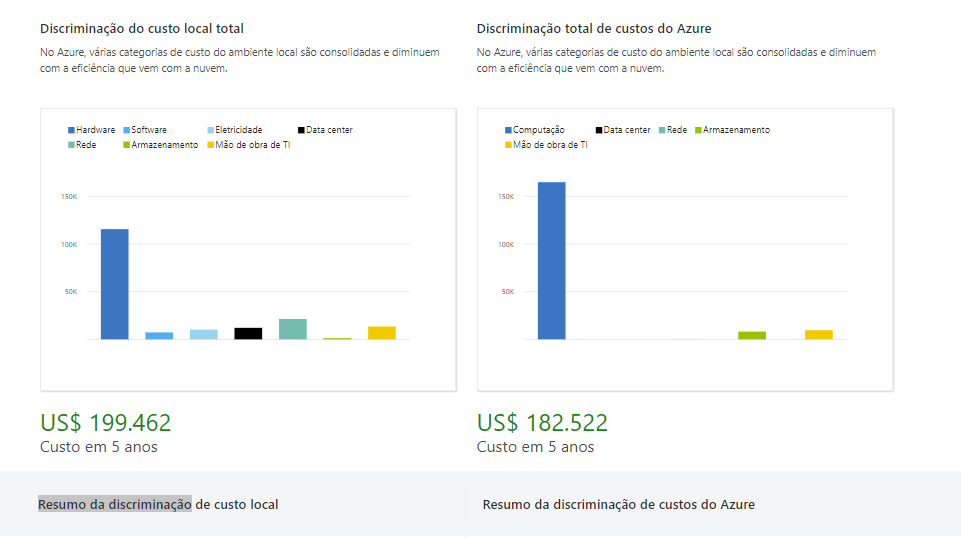 Discriminação do custo local total
No Azure, várias categorias de custo do ambiente local são consolidadas e diminuem
com a eficiência que vem com a nuvem.
Hardware Software Eletricidade Data center
Rede Armazenamento Mão de obra de TI
150K
100K
50K
US$ 199.462
Custo em 5 anos
Discriminação total de custos do Azure
No Azure, várias categorias de custo do ambiente local são consolidadas e diminuem
com a eficiência que vem com a nuvem.
Computação Data center Rede Armazenamento
Mão de obra de TI
150K
100K
50K
US$ 182.522
Custo em 5 anos
Resumo da discriminação de custo local
Resumo da discriminação de custos do Azure